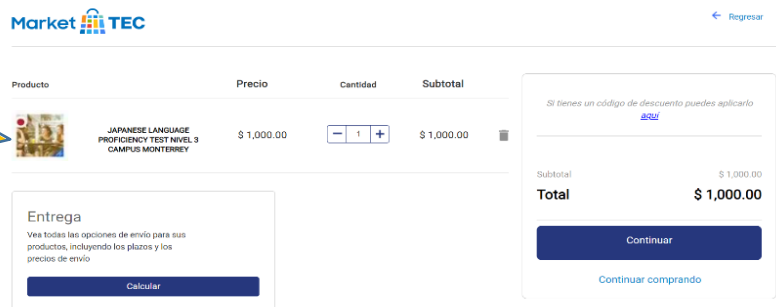 Market TEC
← Regresar
Producto Precio Cantidad Subtotal
JAPANESE LANGUAGE
PROFICIENCY TEST NIVEL 3
CAMPUS MONTERREY
$ 1,000.00 − 1 + $ 1,000.00
Si tienes un código de descuento puedes aplicarlo
aquí
Subtotal $ 1,000.00
Total $ 1,000.00
Continuar
Continuar comprando
Entrega
Vea todas las opciones de envío para sus
productos, incluyendo los plazos y los
precios de envío
Calcular